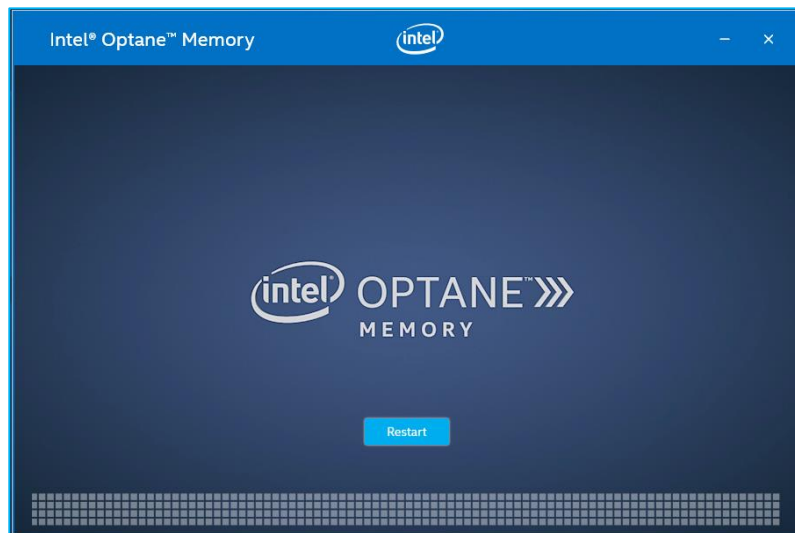 Intel® Optane™ Memory
intel
intel® OPTANE™
MEMORY
Restart